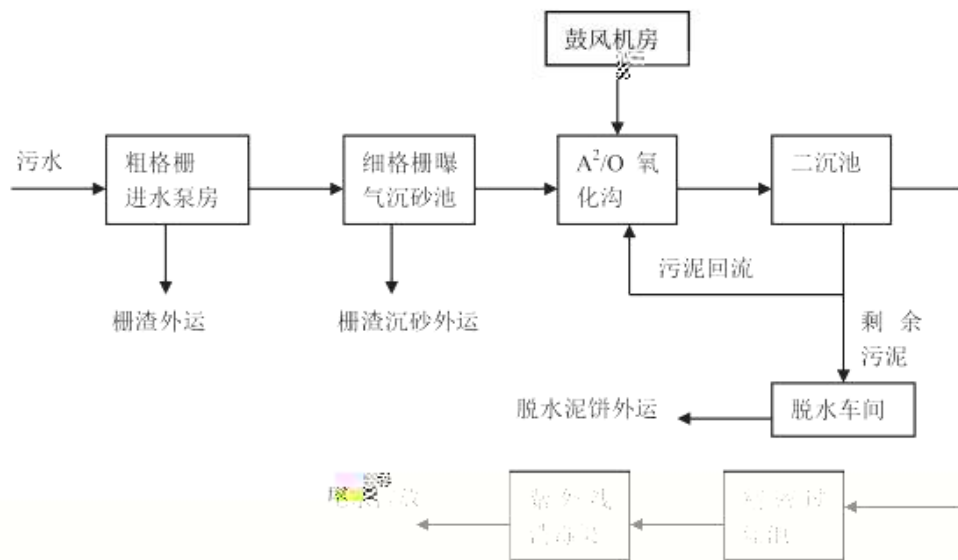 鼓风机房
污水
粗格栅
进水泵房
细格栅曝
气沉砂池
A²/O 氧
化沟
二沉池
污泥回流
栅渣外运
栅渣沉砂外运
剩 余
污泥
脱水泥饼外运
脱水车间